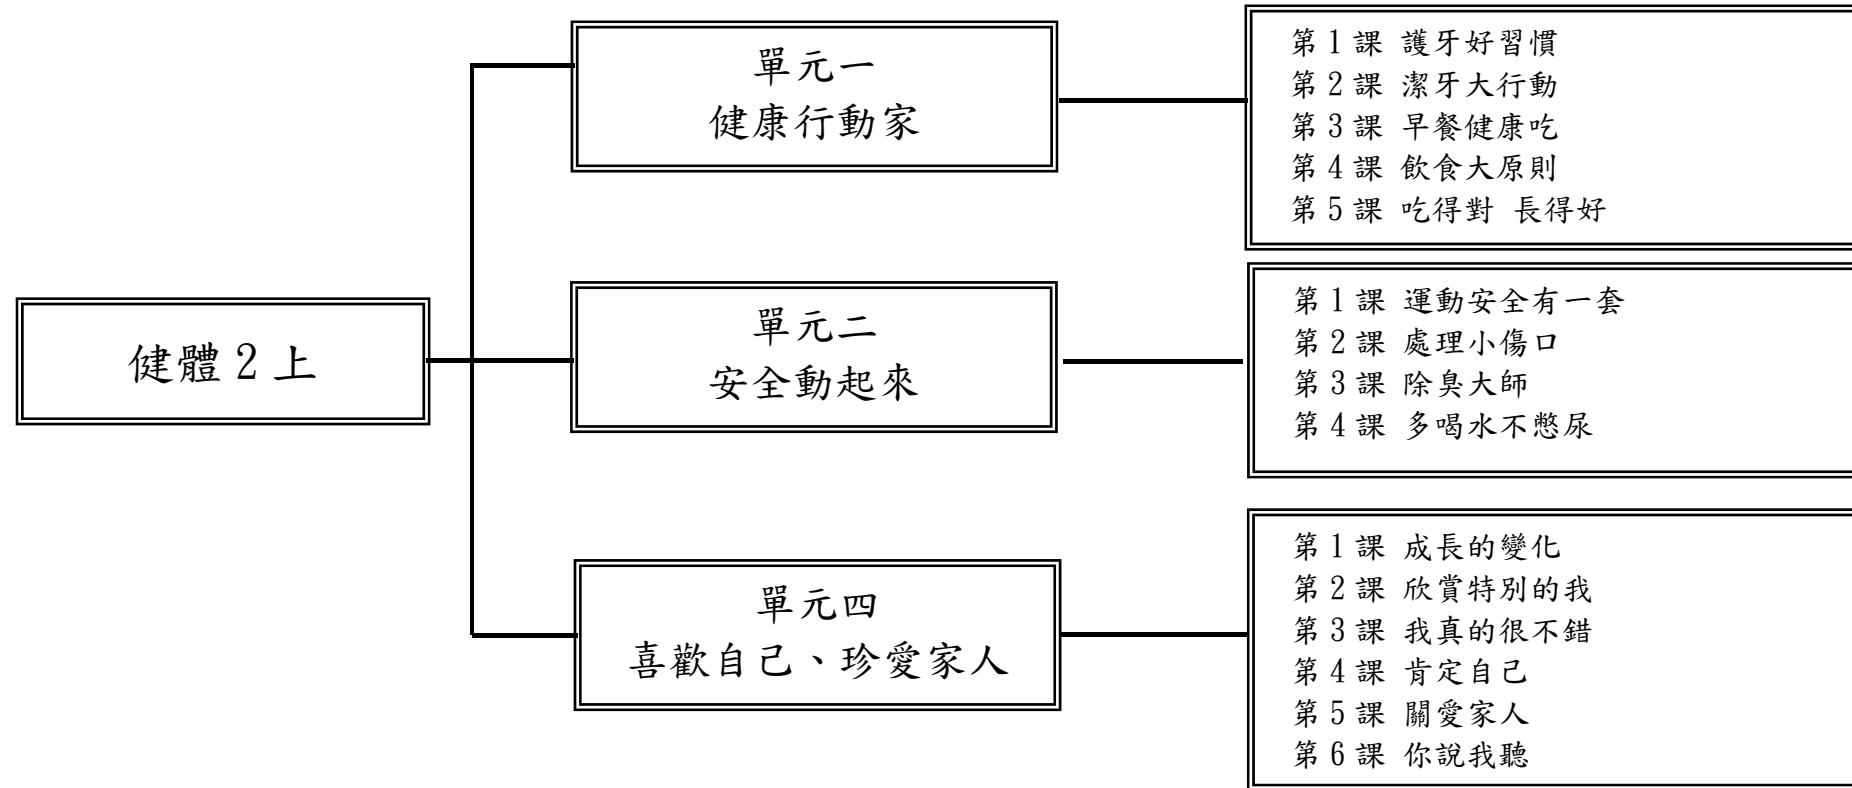 健體 2 上
單元一
健康行動家
第 1 課 護牙好習慣
第 2 課 潔牙大行動
第 3 課 早餐健康吃
第 4 課 飲食大原則
第 5 課 吃得對 長得好
單元二
安全動起來
第 1 課 運動安全有一套
第 2 課 處理小傷口
第 3 課 除臭大師
第 4 課 多喝水不憋尿
單元四
喜歡自己、珍愛家人
第 1 課 成長的變化
第 2 課 欣賞特別的我
第 3 課 我真的很不錯
第 4 課 肯定自己
第 5 課 關愛家人
第 6 課 你說我聽